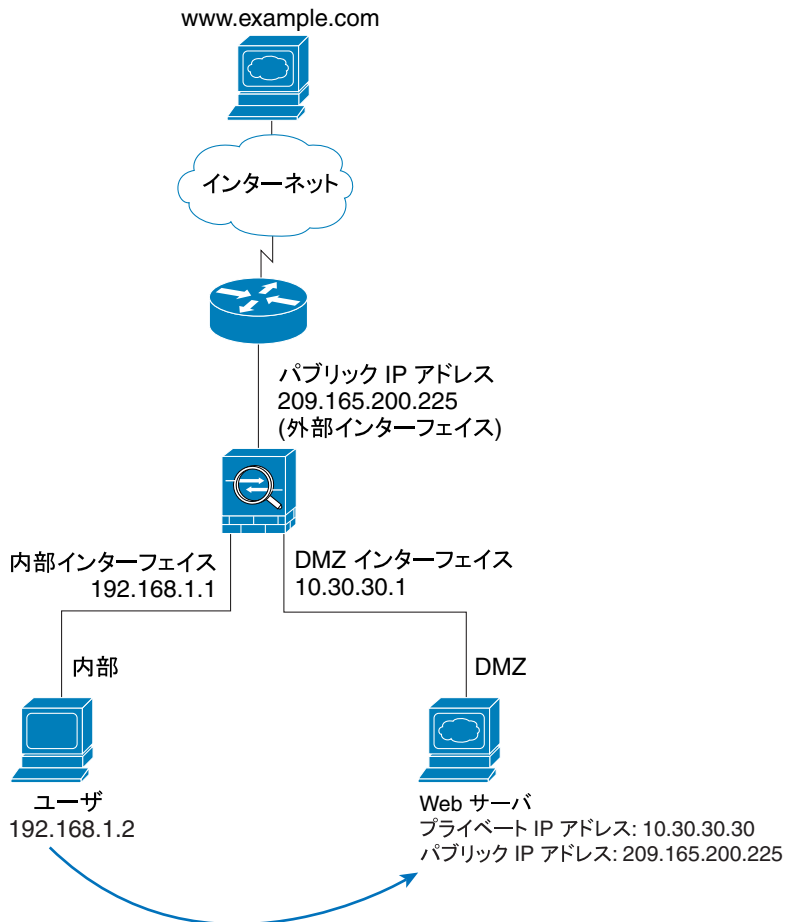 www.example.com
インターネット
パブリック IP アドレス
209.165.200.225
(外部インターフェイス)
内部インターフェイス
192.168.1.1
DMZ インターフェイス
10.30.30.1
内部
DMZ
ユーザ
192.168.1.2
Web サーバ
プライベート IP アドレス: 10.30.30.30
パブリック IP アドレス: 209.165.200.225